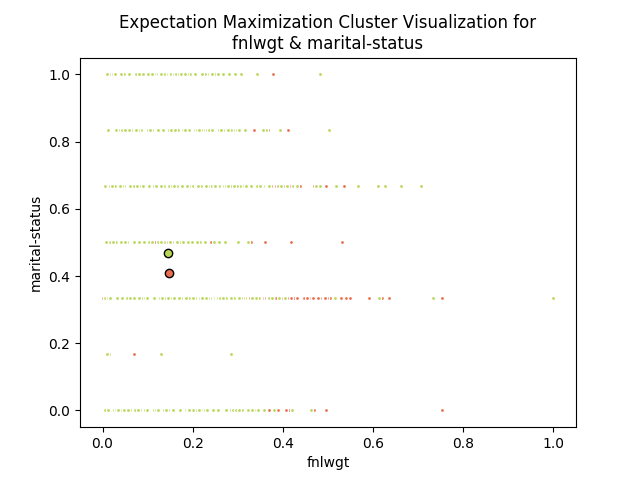 Expectation Maximization Cluster Visualization for
fnlwgt & marital-status
1.0
0.8
0.6
0.4
0.2
0.0
marital-status
0.0 0.2 0.4 0.6 0.8 1.0
fnlwgt